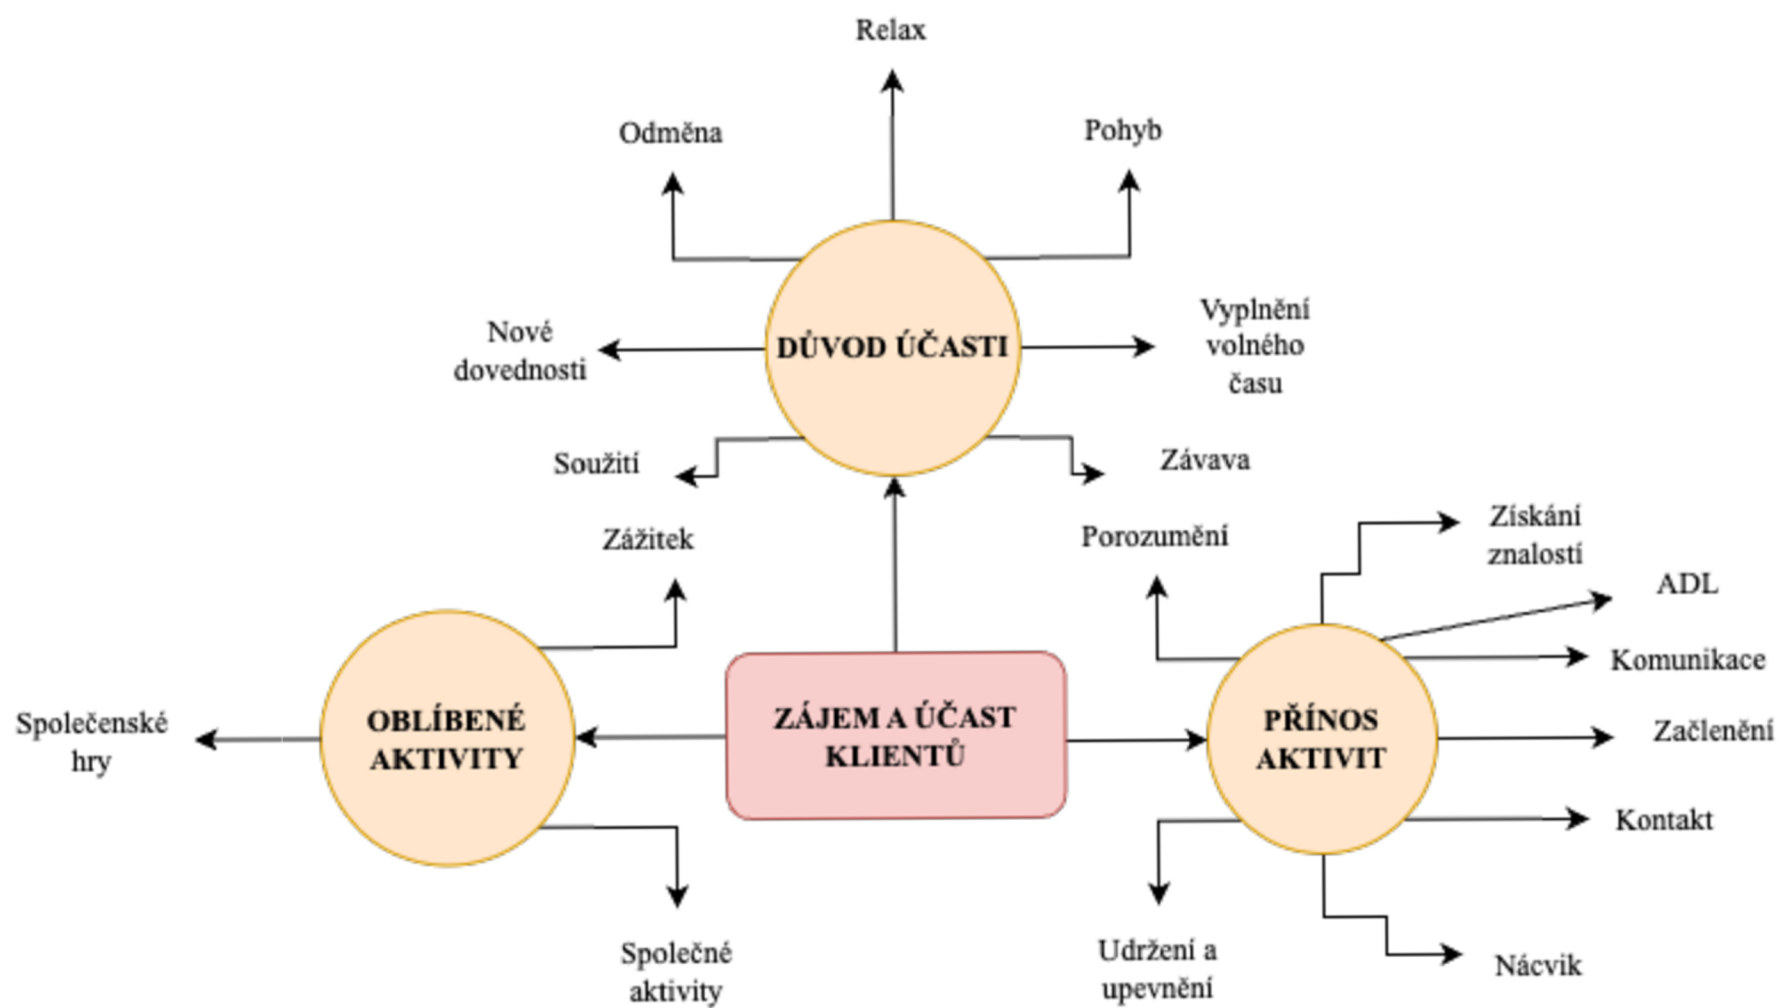 Relax
Odměna
Pohyb
DŮVOD ÚČASTI
Nové
dovednosti
Vyplnění
volného
času
Soužití
Závava
Zážitek
Porozumění
Získání
znalostí
ADL
Komunikace
Společenské
hry
OBLÍBENÉ
AKTIVITY
ZÁJEM A ÚČAST
KLIENTŮ
PŘÍNOS
AKTIVIT
Začlenění
Kontakt
Společné
aktivity
Udržení a
upevnění
Nácvik